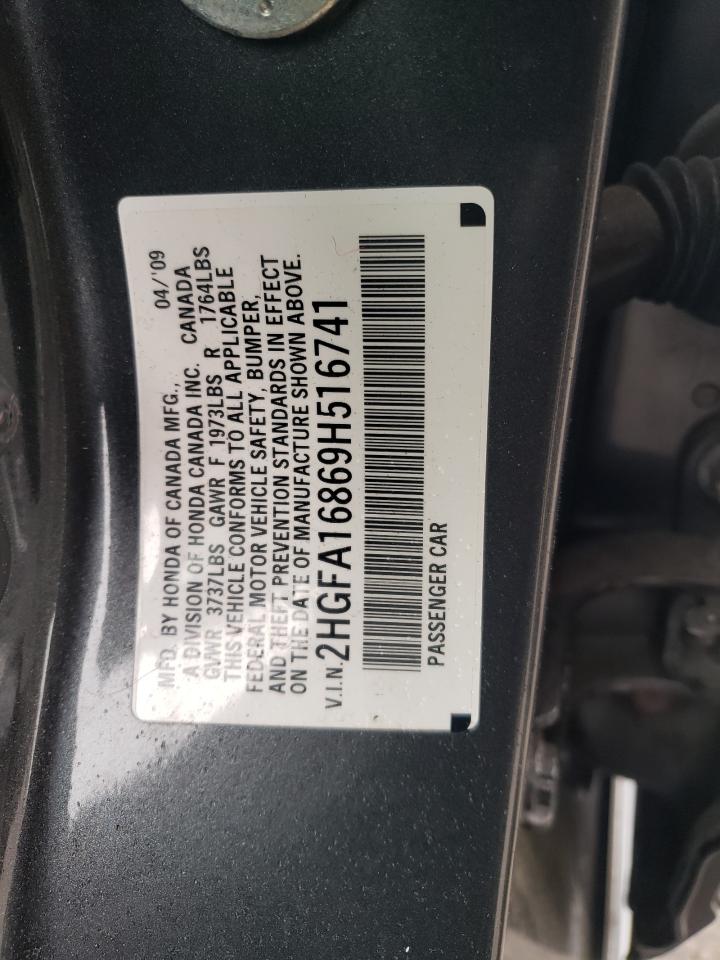 MFD. BY HONDA OF CANADA MFG., 04/'09
A DIVISION OF HONDA CANADA INC. CANADA
GVWR 3737LBS GAWR F 1973LBS R 1764LBS
THIS VEHICLE CONFORMS TO ALL APPLICABLE
FEDERAL MOTOR VEHICLE SAFETY, BUMPER,
AND THEFT PREVENTION STANDARDS IN EFFECT
ON THE DATE OF MANUFACTURE SHOWN ABOVE.
V.I.N. 2HGFA16869H516741
PASSENGER CAR